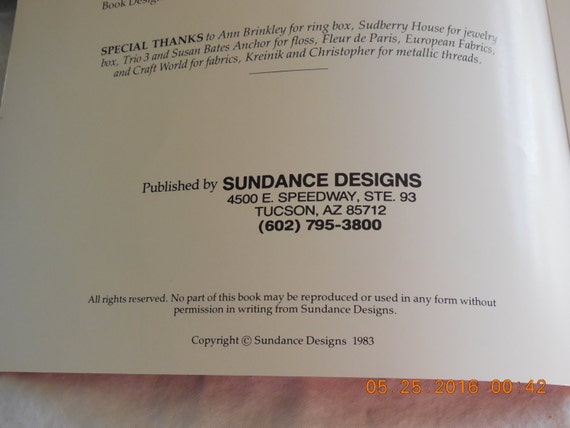 Book Desig
SPECIAL THANKS to Ann Brinkley for ring box, Sudberry House for jewelry
box, Trio 3 and Susan Bates Anchor for floss, Fleur de Paris, European Fabrics,
and Craft World for fabrics, Kreinik and Christopher for metallic threads.
Published by SUNDANCE DESIGNS
4500 E. SPEEDWAY, STE. 93
TUCSON, AZ 85712
(602) 795-3800
All rights reserved. No part of this book may be reproduced or used in any form without
permission in writing from Sundance Designs.
Copyright © Sundance Designs 1983
05 25 2016 00:42